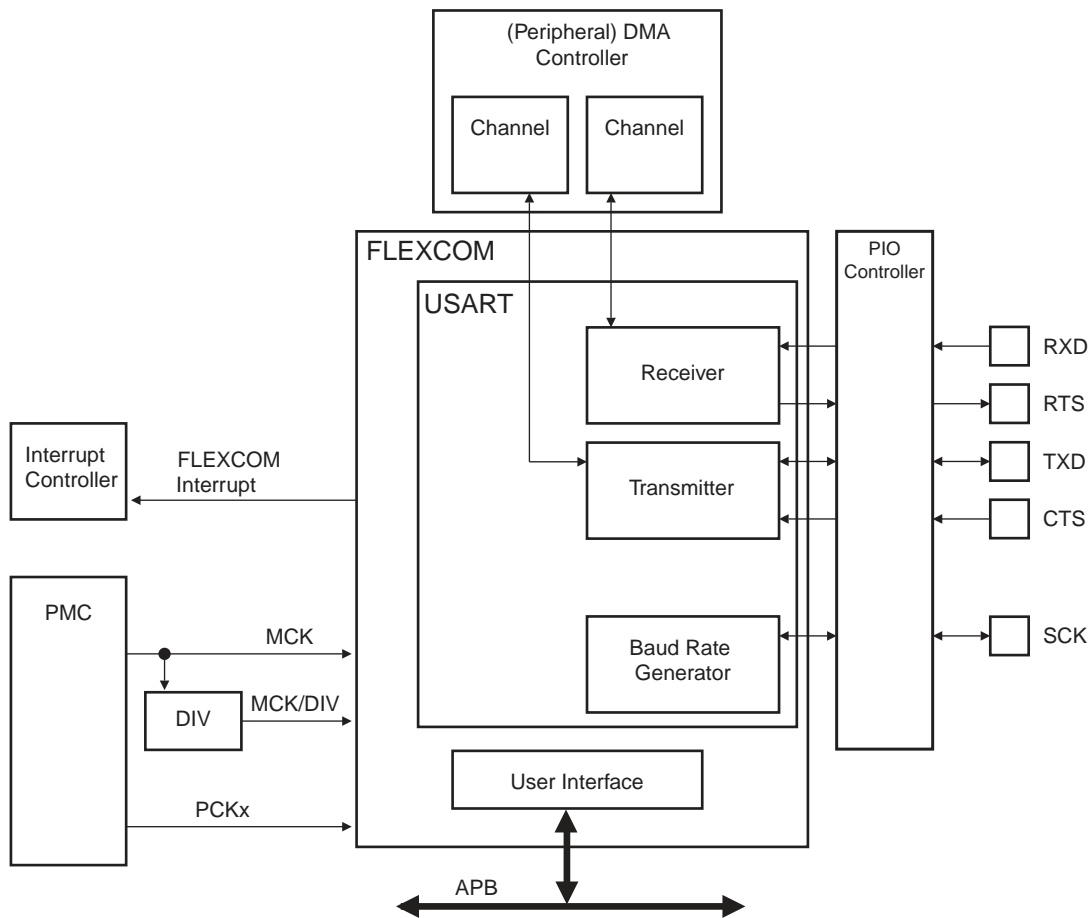 (Peripheral) DMA
Controller
Channel
Channel
FLEXCOM
USART
PIO
Controller
Receiver
RXD
RTS
Interrupt
Controller
FLEXCOM
Interrupt
Transmitter
TXD
CTS
PMC
MCK
DIV
MCK/DIV
PCKx
Baud Rate
Generator
SCK
User Interface
APB